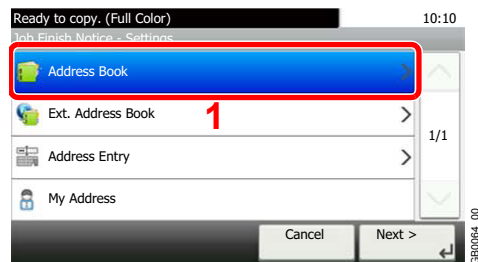 Ready to copy. (Full Color) 10:10
Job Finish Notice - Settings
Address Book
Ext. Address Book
1
1/1
Address Entry
My Address
Cancel Next >
GB0064_00